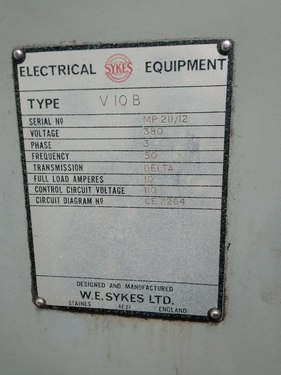 ELECTRICAL SYKES EQUIPMENT
TYPE V10B
SERIAL Nº MP 211/12
VOLTAGE 380
PHASE 3
FREQUENCY 50
TRANSMISSION DELTA
FULL LOAD AMPERES 10
CONTROL CIRCUIT VOLTAGE 110
CIRCUIT DIAGRAM Nº CE 2264
DESIGNED AND MANUFACTURED
W.E. SYKES LTD.
STAINES AY 21 ENGLAND